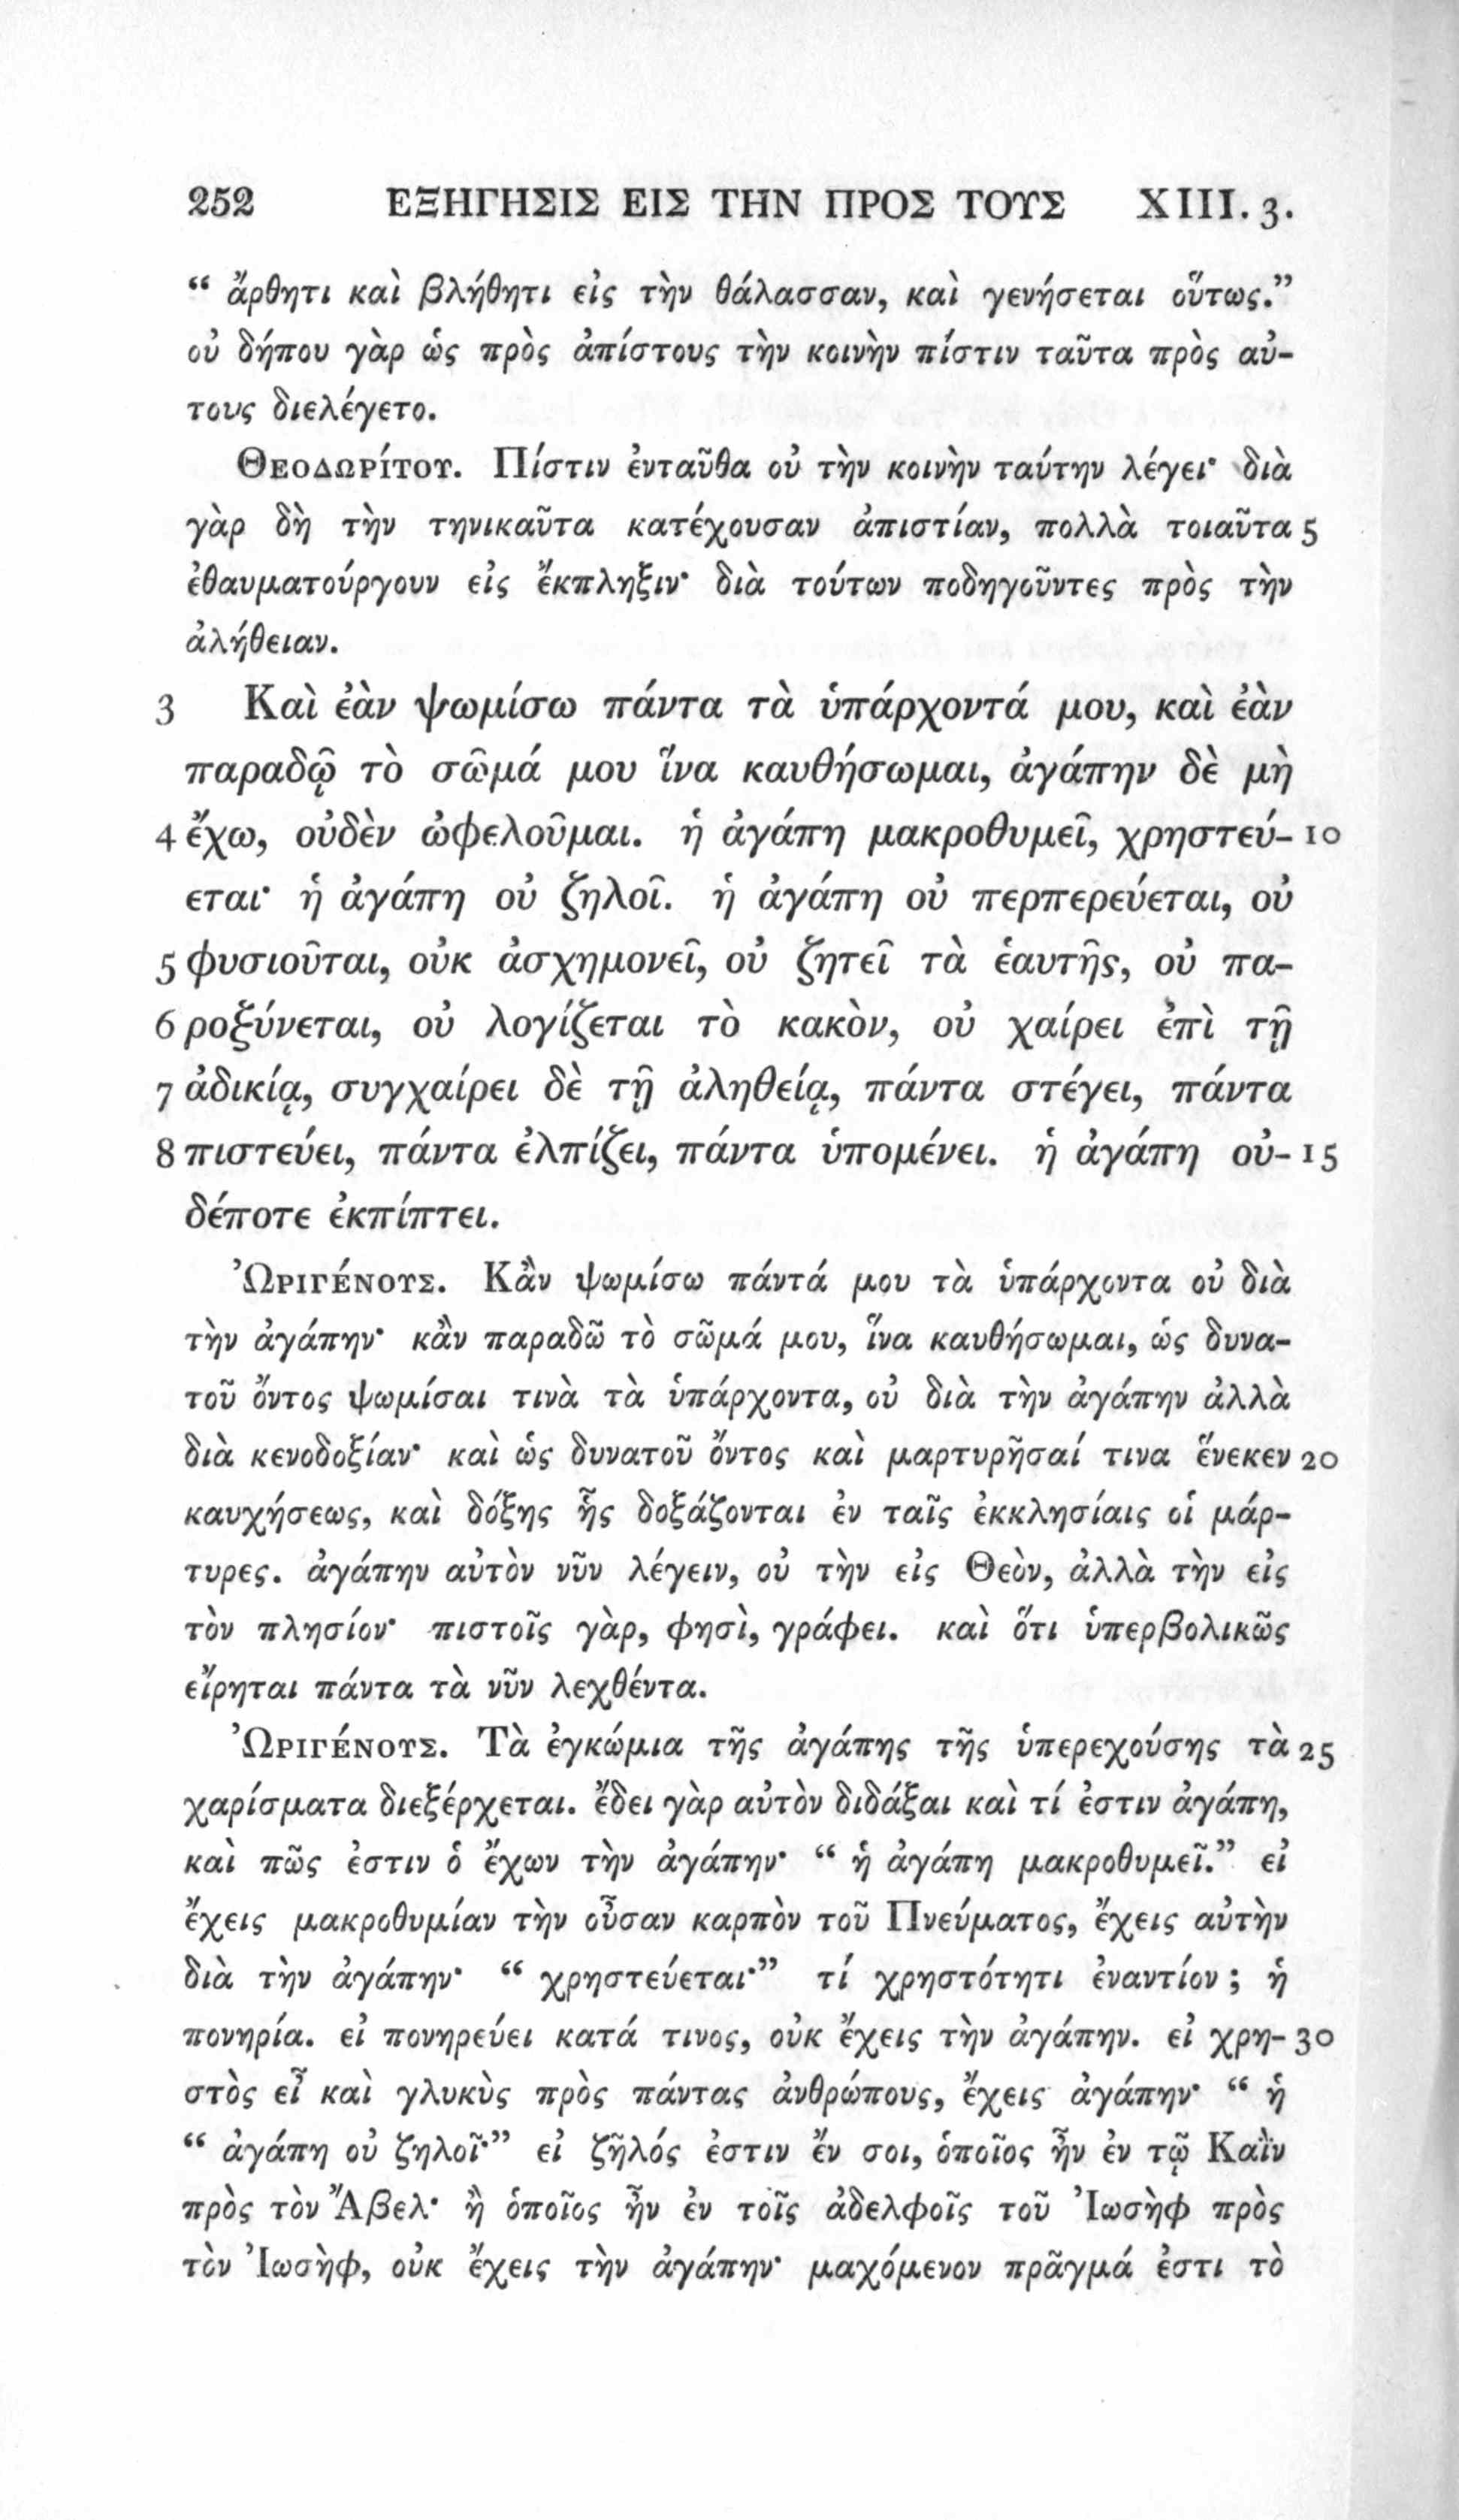 252 ΕΞΗΓΗΣΙΣ ΕΙΣ ΤΗΝ ΠΡΟΣ ΤΟΥΣ XIII. 3.
“ ἄρθητι καὶ βλήθητι εἰς τὴν θάλασσαν, καὶ γενήσεται οὕτως.”
οὐ δήπου γὰρ ὡς πρὸς ἀπίστους τὴν κοινὴν πίστιν ταῦτα πρὸς αὐ-
τους διελέγετο.
Θεοδωρίτου. Πίστιν ἐνταῦθα οὐ τὴν κοινὴν ταύτην λέγει· διὰ
γὰρ δὴ τὴν τηνικαῦτα κατέχουσαν ἀπιστίαν, πολλὰ τοιαῦτα 5
ἐθαυματούργουν εἰς ἔκπληξιν· διὰ τούτων ποδηγοῦντες πρὸς τὴν
ἀλήθειαν.
3 Καὶ ἐὰν ψωμίσω πάντα τὰ ὑπάρχοντά μου, καὶ ἐὰν
παραδῷ τὸ σῶμά μου ἵνα καυθήσωμαι, ἀγάπην δὲ μὴ
4 ἔχω, οὐδὲν ὠφελοῦμαι. ἡ ἀγάπη μακροθυμεῖ, χρηστεύ- 10
εται· ἡ ἀγάπη οὐ ζηλοῖ. ἡ ἀγάπη οὐ περπερεύεται, οὐ
5 φυσιοῦται, οὐκ ἀσχημονεῖ, οὐ ζητεῖ τὰ ἑαυτῆς, οὐ πα-
6 ροξύνεται, οὐ λογίζεται τὸ κακὸν, οὐ χαίρει ἐπὶ τῇ
7 ἀδικίᾳ, συγχαίρει δὲ τῇ ἀληθείᾳ, πάντα στέγει, πάντα
8 πιστεύει, πάντα ἐλπίζει, πάντα ὑπομένει. ἡ ἀγάπη οὐ- 15
δέποτε ἐκπίπτει.
Ὠριγένους. Κἂν ψωμίσω πάντά μου τὰ ὑπάρχοντα οὐ διὰ
τὴν ἀγάπην· κἂν παραδῶ τὸ σῶμά μου, ἵνα καυθήσωμαι, ὡς δυνα-
τοῦ ὄντος ψωμίσαι τινὰ τὰ ὑπάρχοντα, οὐ διὰ τὴν ἀγάπην ἀλλὰ
διὰ κενοδοξίαν· καὶ ὡς δυνατοῦ ὄντος καὶ μαρτυρῆσαί τινα ἕνεκεν 20
καυχήσεως, καὶ δόξης ἧς δοξάζονται ἐν ταῖς ἐκκλησίαις οἱ μάρ-
τυρες. ἀγάπην αὐτὸν νῦν λέγειν, οὐ τὴν εἰς Θεὸν, ἀλλὰ τὴν εἰς
τὸν πλησίον· πιστοῖς γὰρ, φησὶ, γράφει. καὶ ὅτι ὑπερβολικῶς
εἴρηται πάντα τὰ νῦν λεχθέντα.
Ὠριγένους. Τὰ ἐγκώμια τῆς ἀγάπης τῆς ὑπερεχούσης τὰ 25
χαρίσματα διεξέρχεται. ἔδει γὰρ αὐτὸν διδάξαι καὶ τί ἐστιν ἀγάπη,
καὶ πῶς ἐστιν ὁ ἔχων τὴν ἀγάπην· “ ἡ ἀγάπη μακροθυμεῖ.” εἰ
ἔχεις μακροθυμίαν τὴν οὖσαν καρπὸν τοῦ Πνεύματος, ἔχεις αὐτὴν
διὰ τὴν ἀγάπην· “ χρηστεύεται·” τί χρηστότητι ἐναντίον ; ἡ
πονηρία. εἰ πονηρεύει κατά τινος, οὐκ ἔχεις τὴν ἀγάπην. εἰ χρη- 30
στὸς εἶ καὶ γλυκὺς πρὸς πάντας ἀνθρώπους, ἔχεις ἀγάπην· “ ἡ
“ ἀγάπη οὐ ζηλοῖ·” εἰ ζῆλός ἐστιν ἔν σοι, ὁποῖος ἦν ἐν τῷ Καῒν
πρὸς τὸν Ἄβελ· ἢ ὁποῖος ἦν ἐν τοῖς ἀδελφοῖς τοῦ Ἰωσὴφ πρὸς
τὸν Ἰωσὴφ, οὐκ ἔχεις τὴν ἀγάπην· μαχόμενον πρᾶγμά ἐστι τὸ